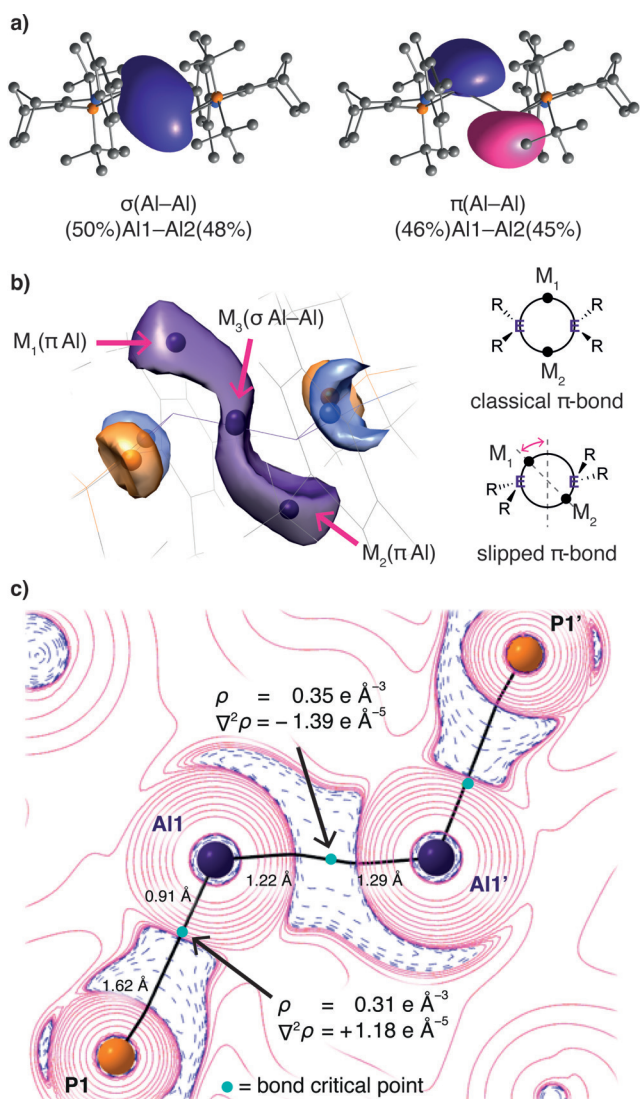 a)
σ(Al–Al)
(50%)Al1–Al2(48%)
π(Al–Al)
(46%)Al1–Al2(45%)
b)
M₁(π Al)
M₃(σ Al–Al)
M₂(π Al)
M₁
R R
E E
R R
M₂
classical π-bond
M₁
R
R E E R
R
M₂
slipped π-bond
c)
P1'
ρ = 0.35 e Å⁻³
∇²ρ = – 1.39 e Å⁻⁵
Al1
Al1'
1.22 Å
1.29 Å
0.91 Å
1.62 Å
ρ = 0.31 e Å⁻³
∇²ρ = +1.18 e Å⁻⁵
P1
= bond critical point